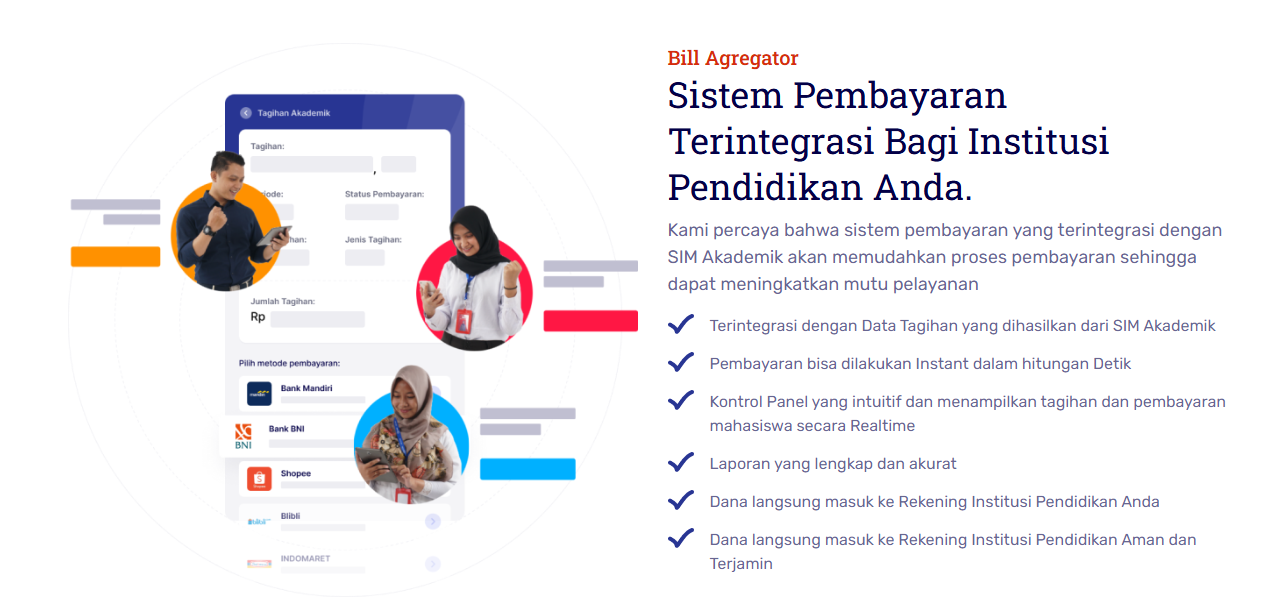 Tagihan Akademik
Tagihan:
Status Pembayaran:
Jenis Tagihan:
Jumlah Tagihan:
Rp
Pilih metode pembayaran:
mandiri
Bank Mandiri
BNI
Bank BNI
Shopee
Blibli
INDOMARET
Bill Agregator
Sistem Pembayaran
Terintegrasi Bagi Institusi
Pendidikan Anda.
Kami percaya bahwa sistem pembayaran yang terintegrasi dengan
SIM Akademik akan memudahkan proses pembayaran sehingga
dapat meningkatkan mutu pelayanan
Terintegrasi dengan Data Tagihan yang dihasilkan dari SIM Akademik
Pembayaran bisa dilakukan Instant dalam hitungan Detik
Kontrol Panel yang intuitif dan menampilkan tagihan dan pembayaran
mahasiswa secara Realtime
Laporan yang lengkap dan akurat
Dana langsung masuk ke Rekening Institusi Pendidikan Anda
Dana langsung masuk ke Rekening Institusi Pendidikan Aman dan
Terjamin